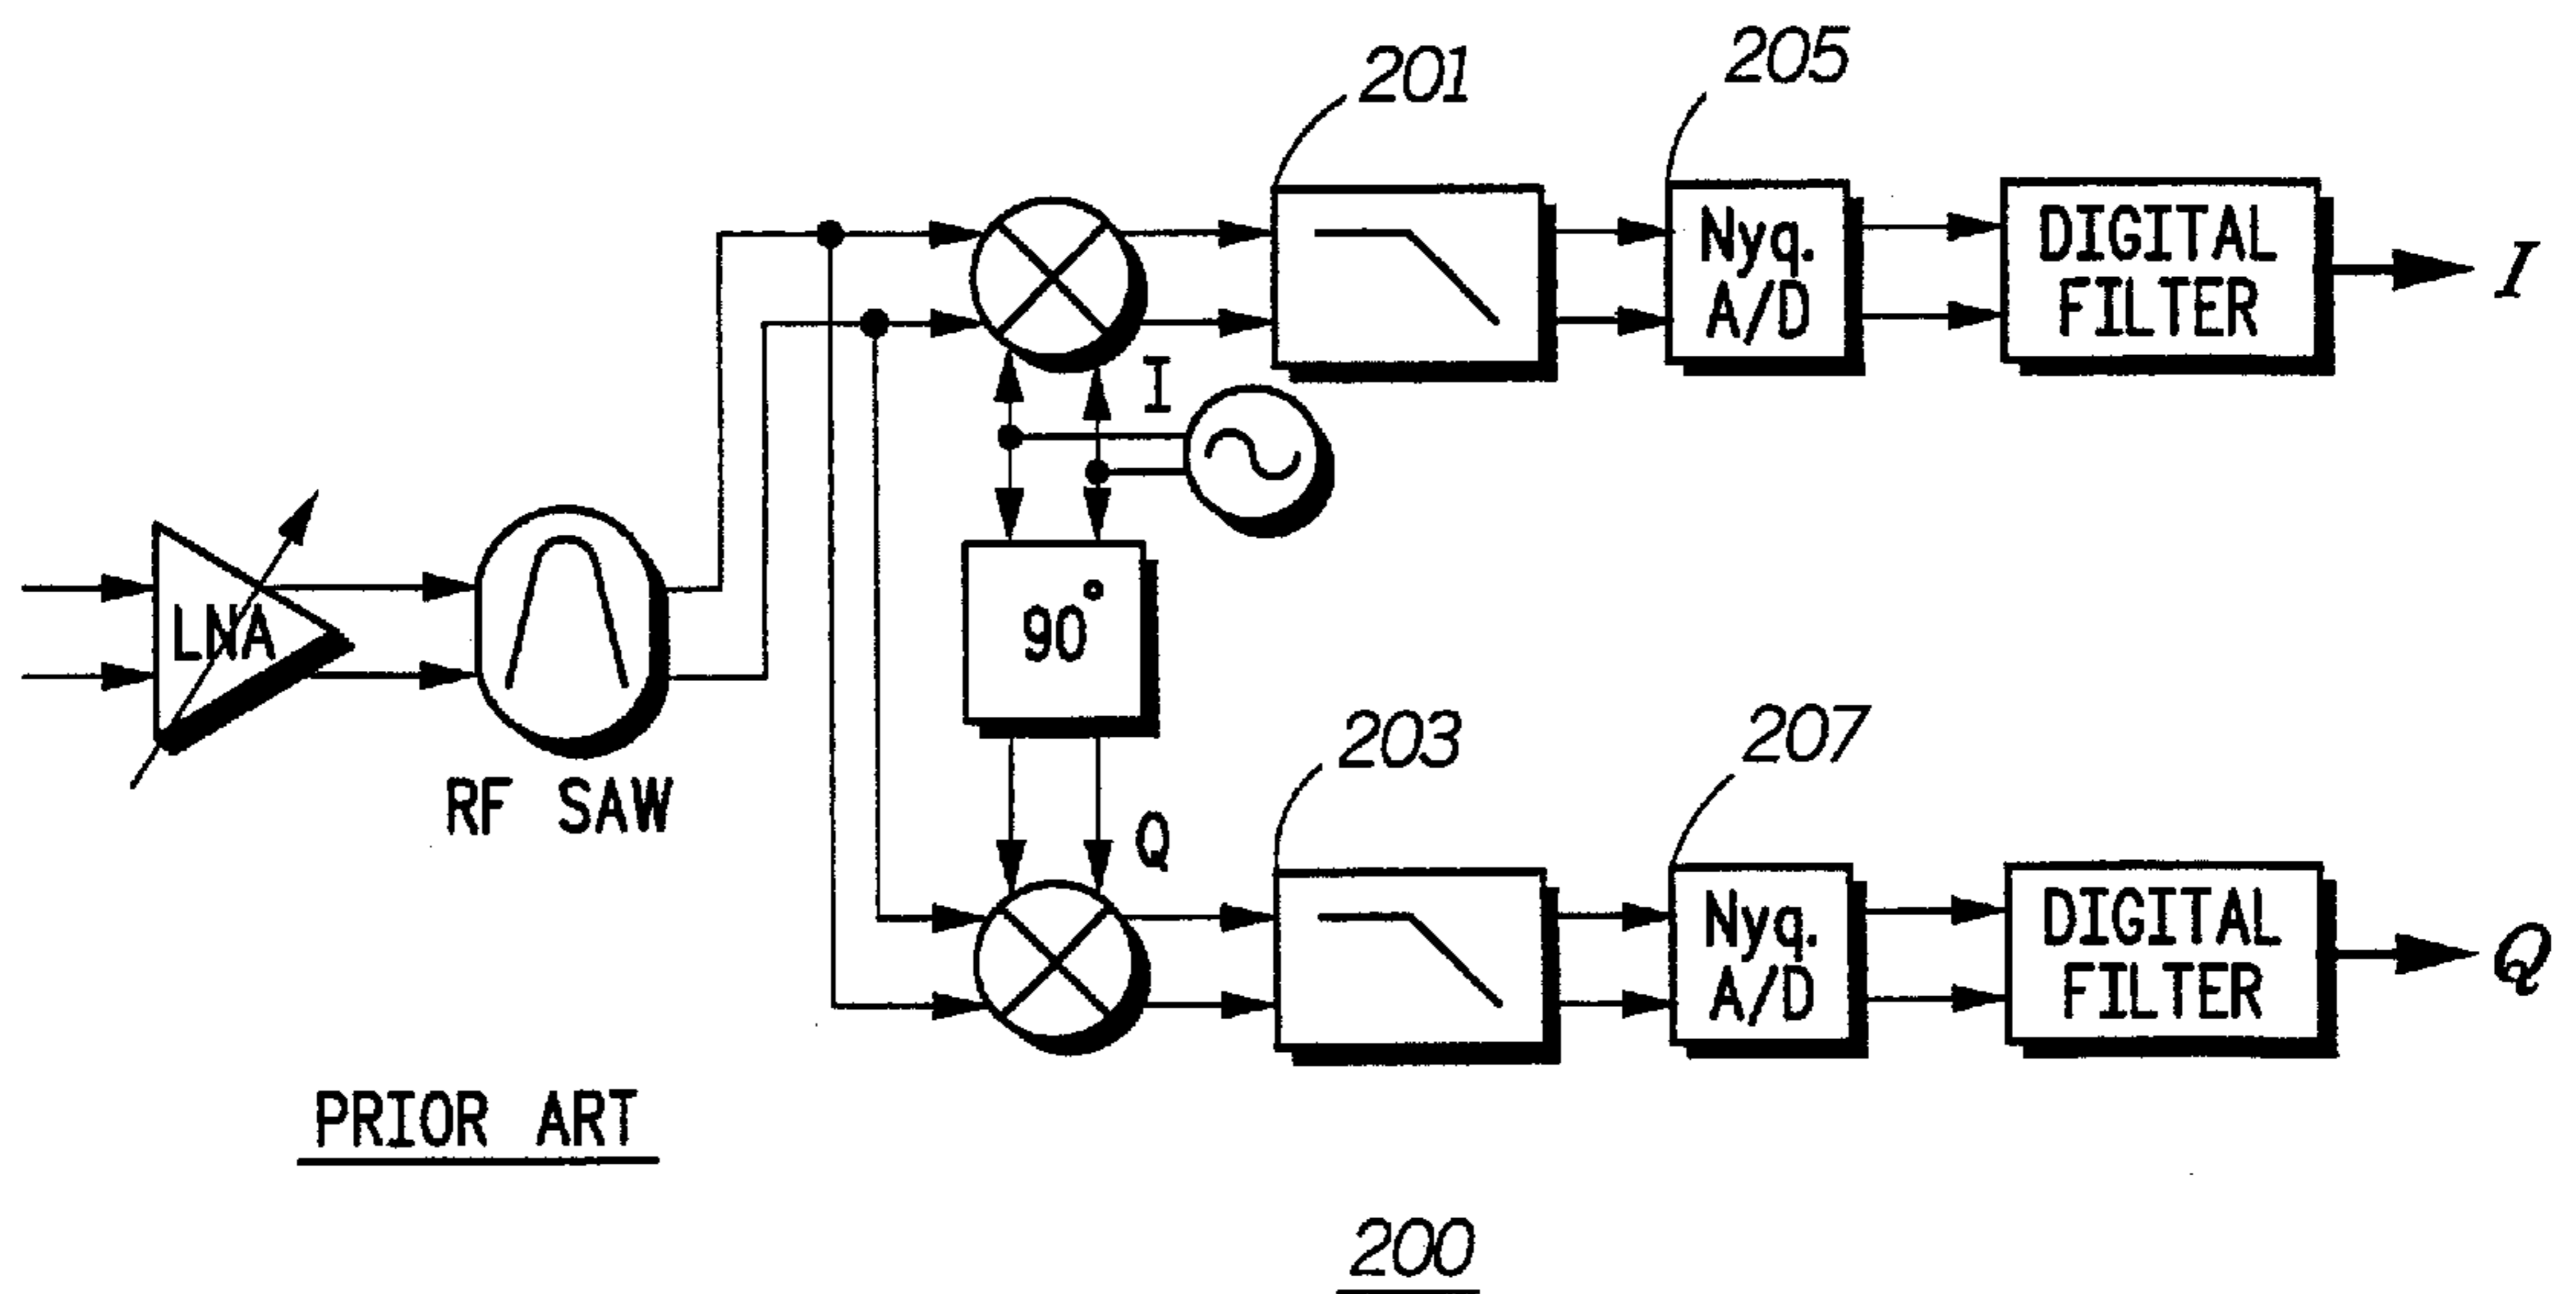 201
205
Nyq.
A/D
DIGITAL
FILTER
I
I
LNA
RF SAW
90°
Q
203
207
Nyq.
A/D
DIGITAL
FILTER
Q
PRIOR ART
200